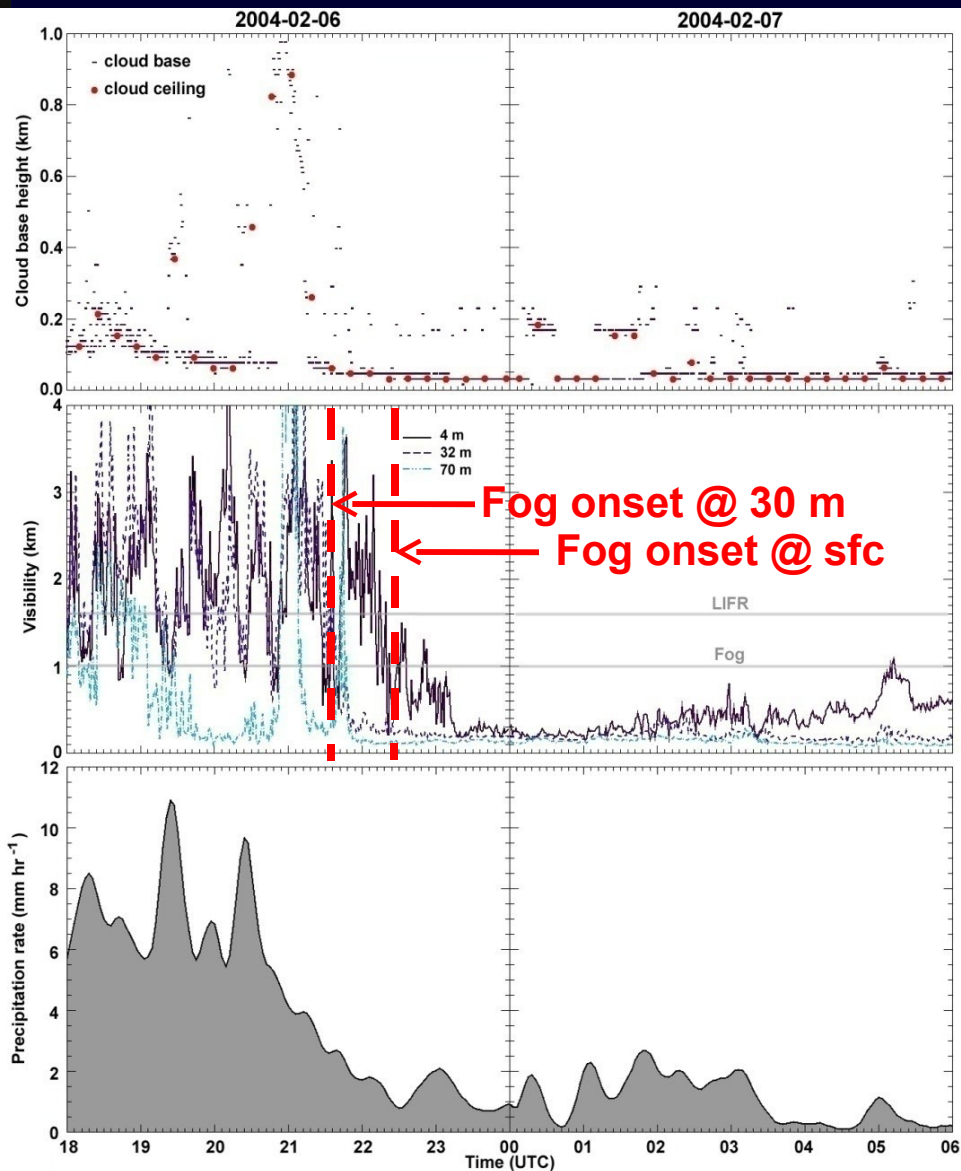 2004-02-06 2004-02-07
1.0
- cloud base
cloud ceiling
0.8
0.6
0.4
0.2
0.0
Cloud base height (km)
4
4 m
32 m
70 m
3
Fog onset @ 30 m
Fog onset @ sfc
2
LIFR
Fog
1
0
Visibility (km)
12
10
8
6
4
2
0
Precipitation rate (mm hr -1)
18 19 20 21 22 23 00 01 02 03 04 05 06
Time (UTC)